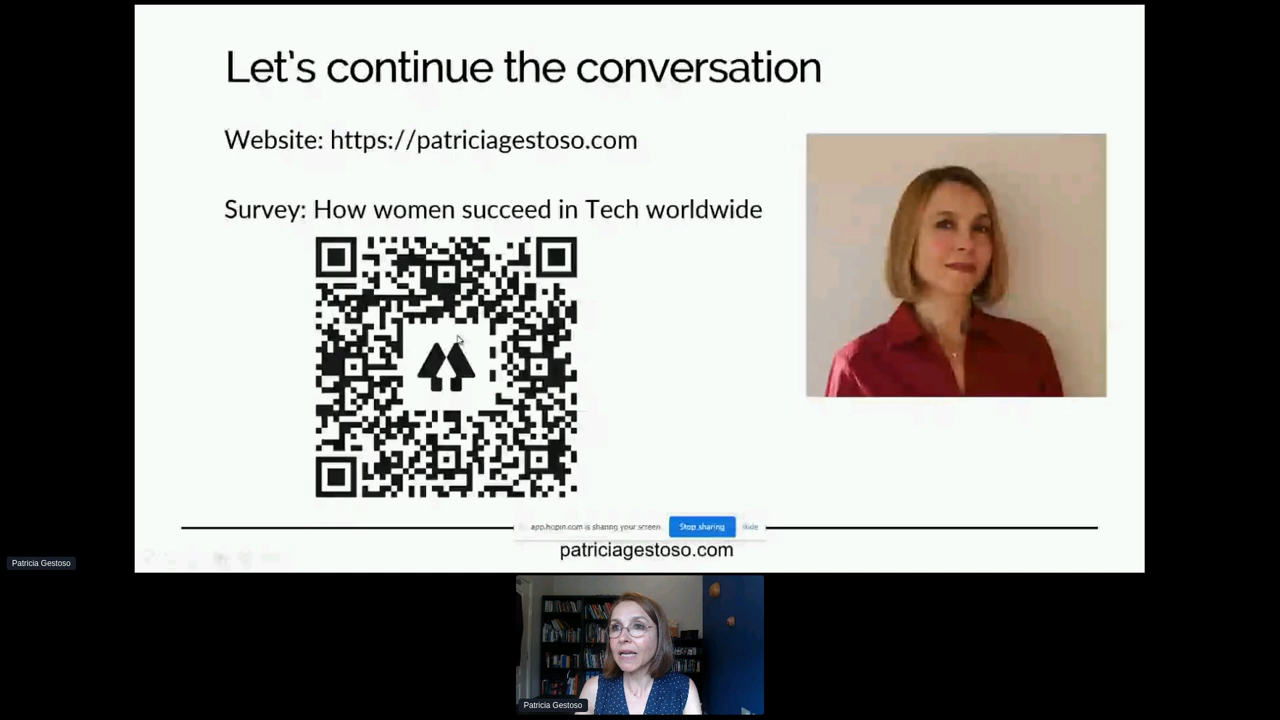 Let's continue the conversation
Website: https://patriciagestoso.com
Survey: How women succeed in Tech worldwide
app.hopin.com is sharing your screen
Stop sharing
Hide
patriciagestoso.com
Patricia Gestoso
Patricia Gestoso